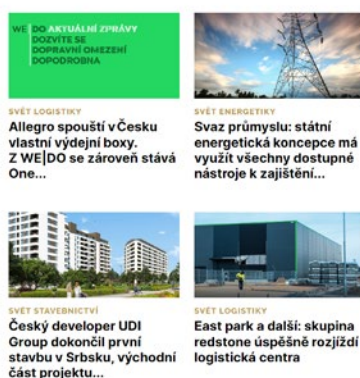 WE DO AKTUÁLNÍ ZPRÁVY
DOZVÍTE SE
DOPRAVNÍ OMEZENÍ
DOPODROBNA
SVĚT LOGISTIKY
Allegro spouští v Česku
vlastní výdejní boxy.
Z WE|DO se zároveň stává
One...
SVĚT ENERGETIKY
Svaz průmyslu: státní
energetická koncepce má
využít všechny dostupné
nástroje k zajištění...
SVĚT STAVEBNICTVÍ
Český developer UDI
Group dokončil první
stavbu v Srbsku, východní
část projektu...
SVĚT LOGISTIKY
East park a další: skupina
redstone úspěšně rozjíždí
logistická centra